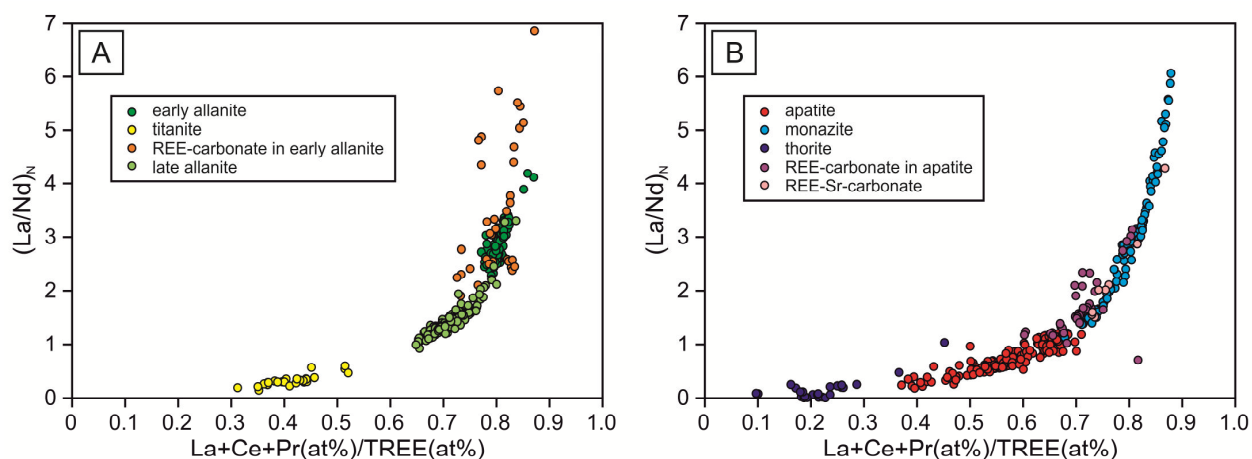 A
7
6
5
4
3
2
1
0
(La/Nd)N
early allanite
titanite
REE-carbonate in early allanite
late allanite
0 0.1 0.2 0.3 0.4 0.5 0.6 0.7 0.8 0.9 1.0
La+Ce+Pr(at%)/TREE(at%)
B
7
6
5
4
3
2
1
0
(La/Nd)N
apatite
monazite
thorite
REE-carbonate in apatite
REE-Sr-carbonate
0 0.1 0.2 0.3 0.4 0.5 0.6 0.7 0.8 0.9 1.0
La+Ce+Pr(at%)/TREE(at%)